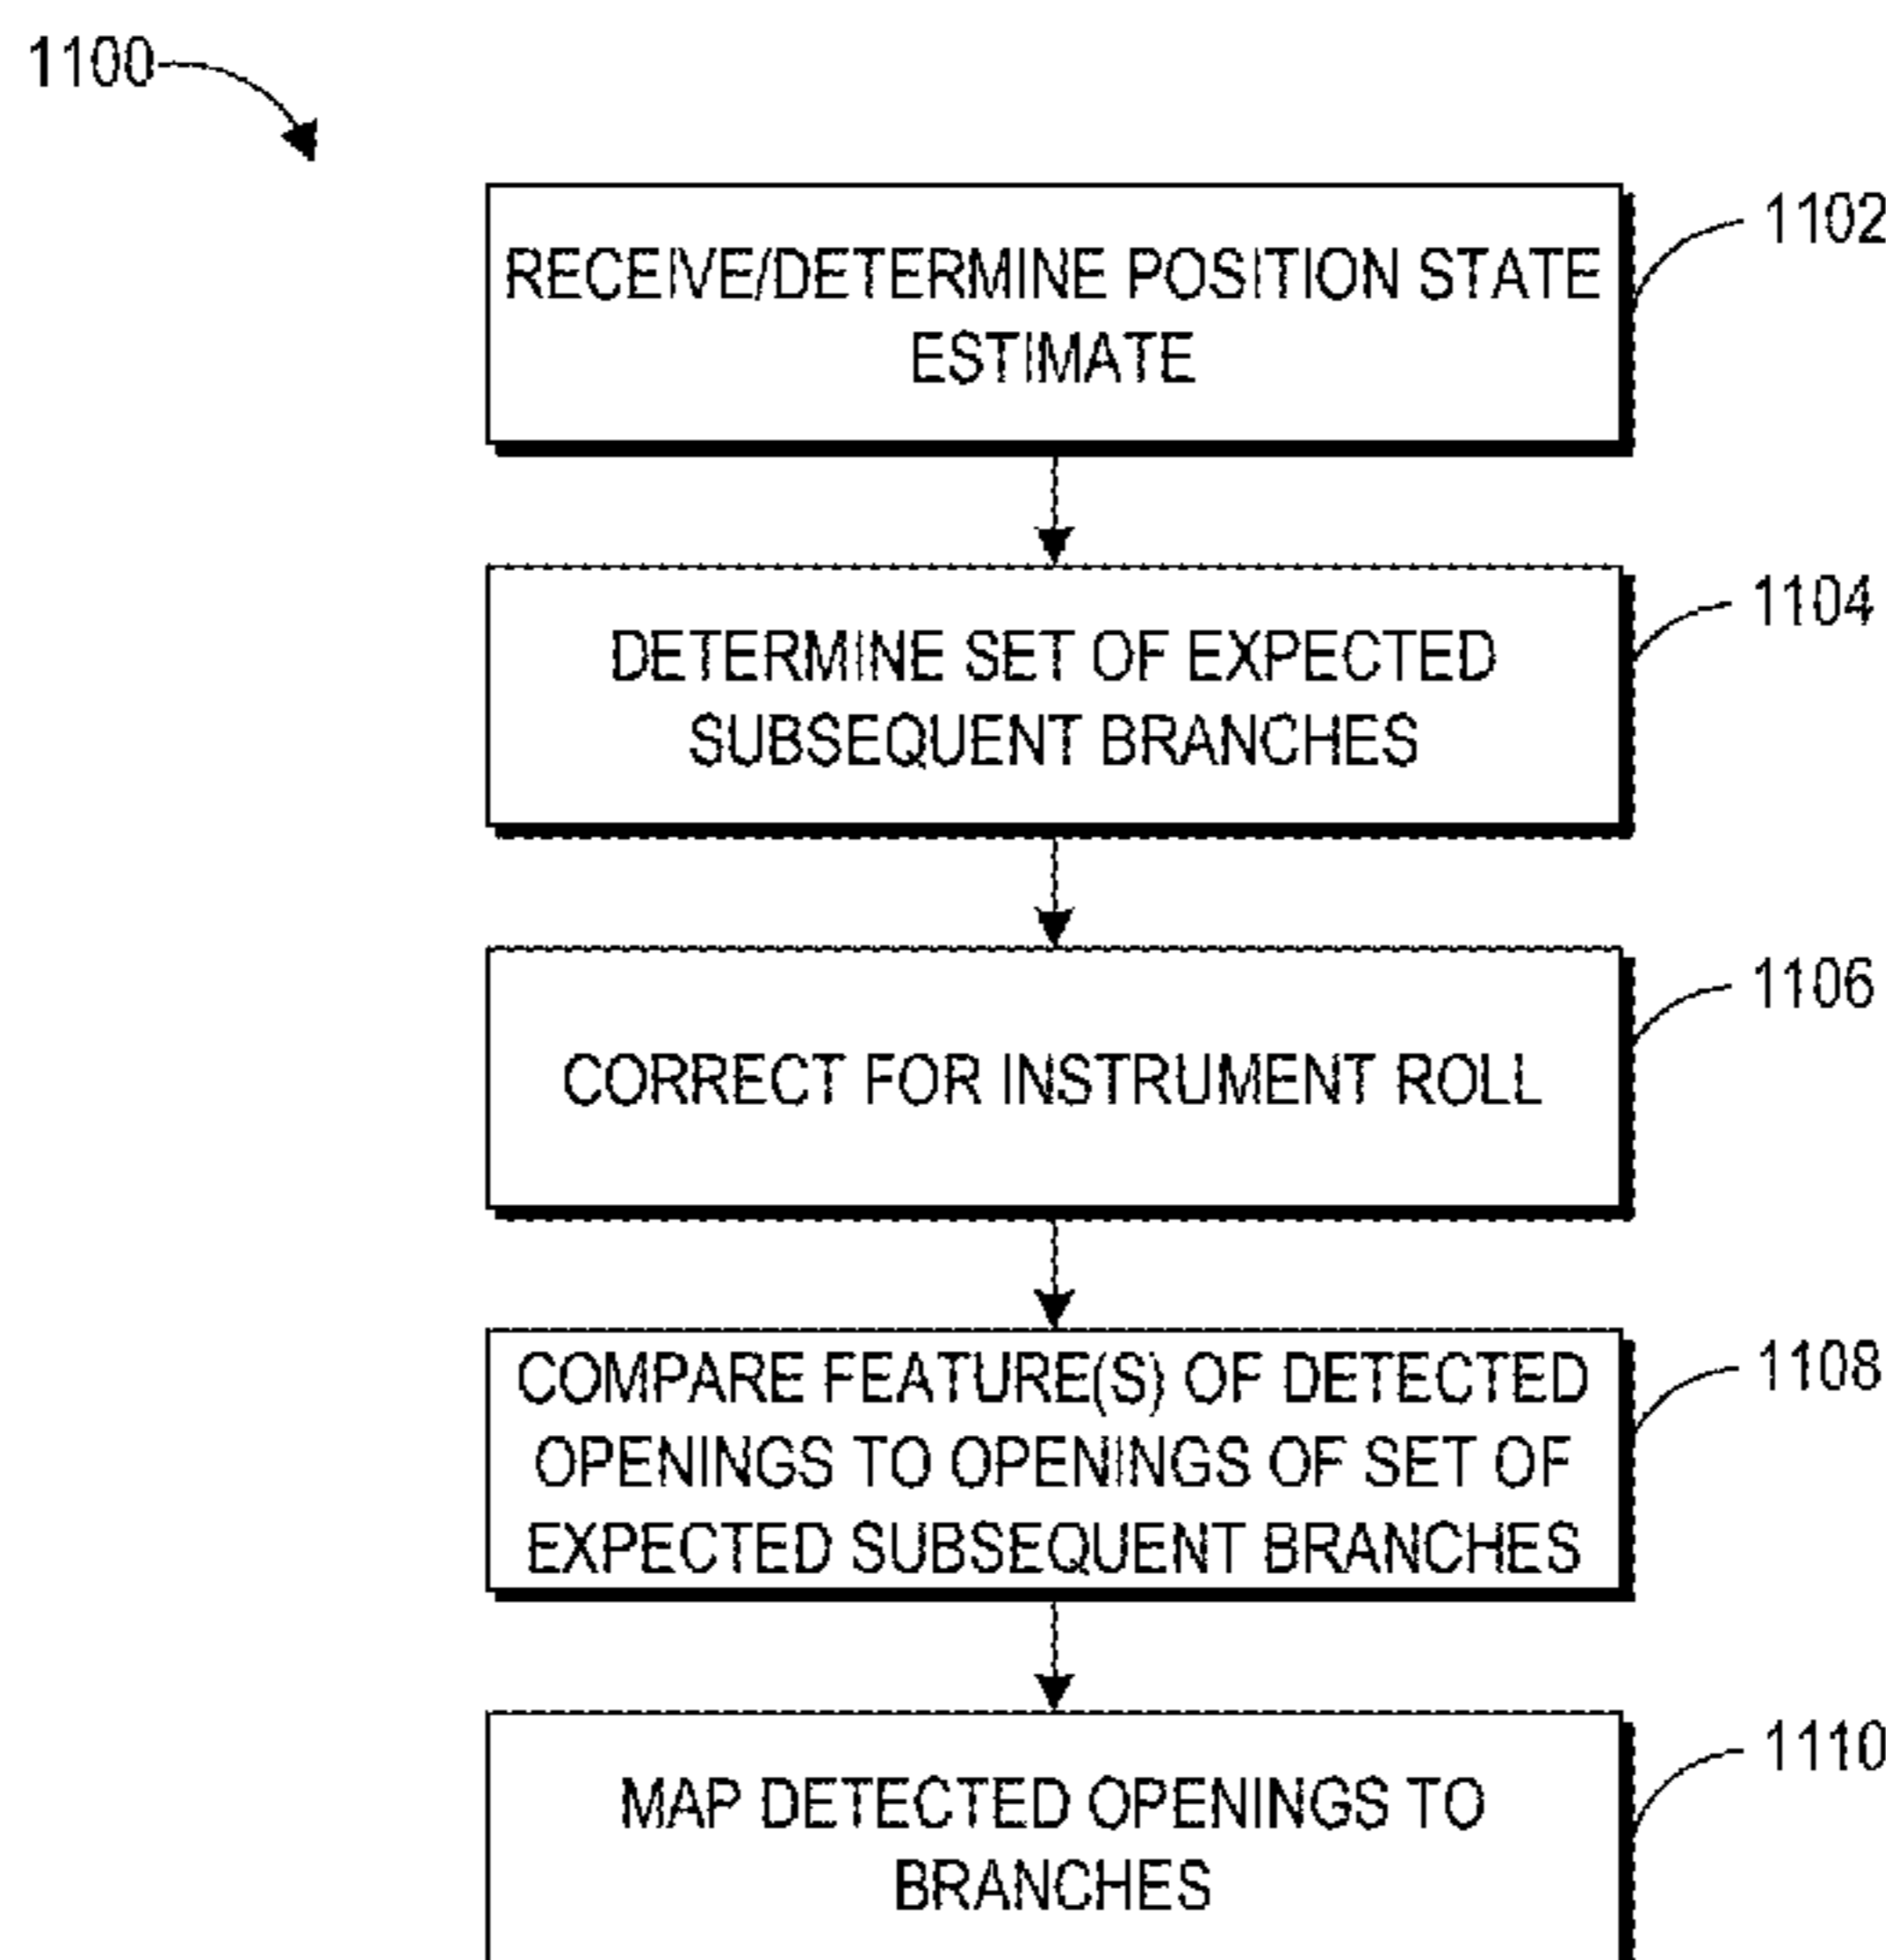 1100
RECEIVE/DETERMINE POSITION STATE
ESTIMATE
1102
DETERMINE SET OF EXPECTED
SUBSEQUENT BRANCHES
1104
CORRECT FOR INSTRUMENT ROLL
1106
COMPARE FEATURE(S) OF DETECTED
OPENINGS TO OPENINGS OF SET OF
EXPECTED SUBSEQUENT BRANCHES
1108
MAP DETECTED OPENINGS TO
BRANCHES
1110